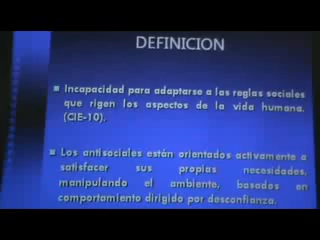 DEFINICION
Incapacidad para adaptarse a las reglas sociales
que rigen los aspectos de la vida humana.
(CIE-10).
Los antisociales están orientados activamente a
satisfacer sus propias necesidades,
manipulando el ambiente, basados en
comportamiento dirigido por desconfianza.